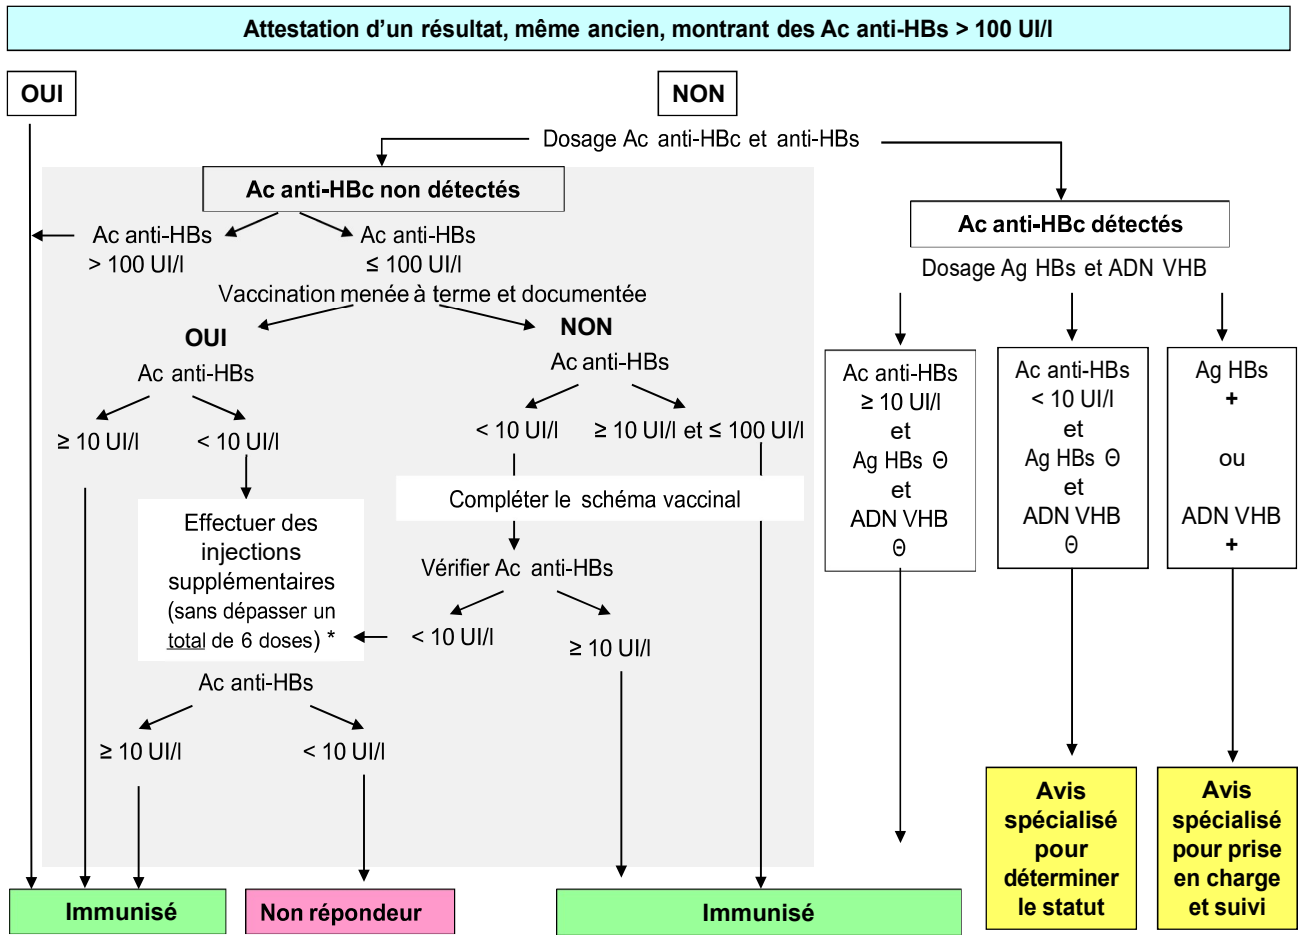 Attestation d’un résultat, même ancien, montrant des Ac anti-HBs > 100 UI/l
OUI
NON
Dosage Ac anti-HBc et anti-HBs
Ac anti-HBc non détectés
Ac anti-HBs
> 100 UI/l
Ac anti-HBs
≤ 100 UI/l
Vaccination menée à terme et documentée
OUI
Ac anti-HBs
≥ 10 UI/l
< 10 UI/l
Effectuer des
injections
supplémentaires
(sans dépasser un
total de 6 doses) *
Ac anti-HBs
≥ 10 UI/l
< 10 UI/l
NON
Ac anti-HBs
< 10 UI/l
≥ 10 UI/l et ≤ 100 UI/l
Compléter le schéma vaccinal
Vérifier Ac anti-HBs
< 10 UI/l
≥ 10 UI/l
Ac anti-HBc détectés
Dosage Ag HBs et ADN VHB
Ac anti-HBs
≥ 10 UI/l
et
Ag HBs Θ
et
ADN VHB
Θ
Ac anti-HBs
< 10 UI/l
et
Ag HBs Θ
et
ADN VHB
Θ
Ag HBs
+
ou
ADN VHB
+
Immunisé
Non répondeur
Immunisé
Avis
spécialisé
pour
déterminer
le statut
Avis
spécialisé
pour prise
en charge
et suivi